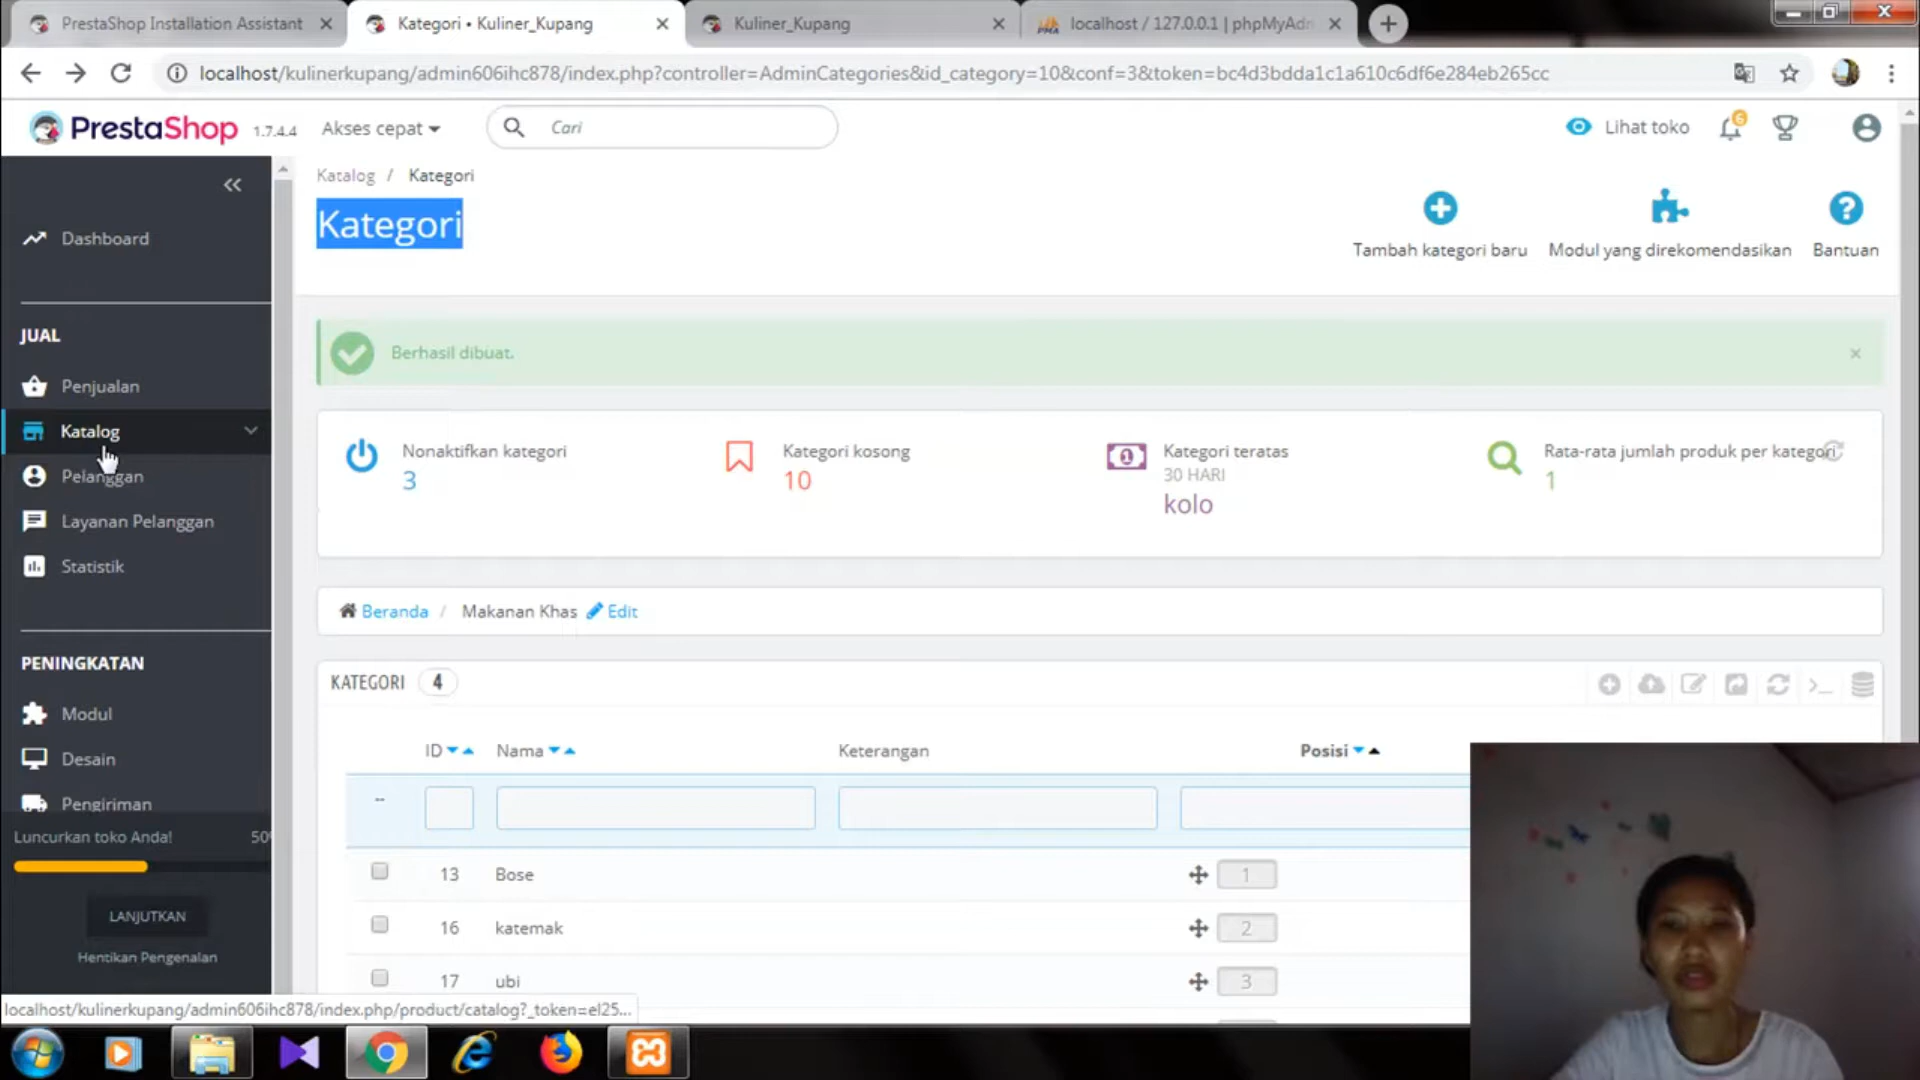 PrestaShop Installation Assistant
Kategori • Kuliner_Kupang
Kuliner_Kupang
localhost / 127.0.0.1 | phpMyAdm
localhost/kulinerkupang/admin606ihc878/index.php?controller=AdminCategories&id_category=10&conf=3&token=bc4d3bdda1c1a610c6df6e284eb265cc
PrestaShop 1.7.4.4 Akses cepat
Cari
Lihat toko
6
Katalog / Kategori
Kategori
Tambah kategori baru
Modul yang direkomendasikan
Bantuan
Dashboard
JUAL
Penjualan
Katalog
Pelanggan
Layanan Pelanggan
Statistik
PENINGKATAN
Modul
Desain
Pengiriman
Luncurkan toko Anda! 50%
LANJUTKAN
Hentikan Pengenalan
Berhasil dibuat.
Nonaktifkan kategori
3
Kategori kosong
10
Kategori teratas
30 HARI
kolo
Rata-rata jumlah produk per kategori
1
Beranda / Makanan Khas Edit
KATEGORI 4
ID Nama Keterangan Posisi
--
13 Bose 1
16 katemak 2
17 ubi 3
localhost/kulinerkupang/admin606ihc878/index.php/product/catalog?_token=el25...